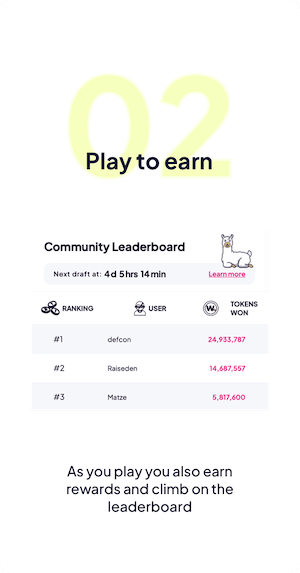 02
Play to earn
Community Leaderboard
Next draft at: 4d 5hrs 14min Learn more
RANKING USER TOKENS WON
#1 defcon 24,933,787
#2 Raiseden 14,687,557
#3 Matze 5,817,600
As you play you also earn
rewards and climb on the
leaderboard